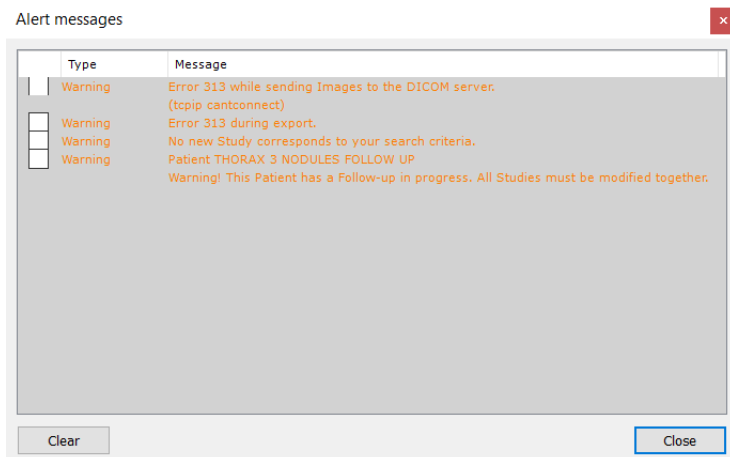 Alert messages
Type Message
Warning Error 313 while sending Images to the DICOM server.
(tcpip cantconnect)
Warning Error 313 during export.
Warning No new Study corresponds to your search criteria.
Warning Patient THORAX 3 NODULES FOLLOW UP
Warning! This Patient has a Follow-up in progress. All Studies must be modified together.
Clear Close